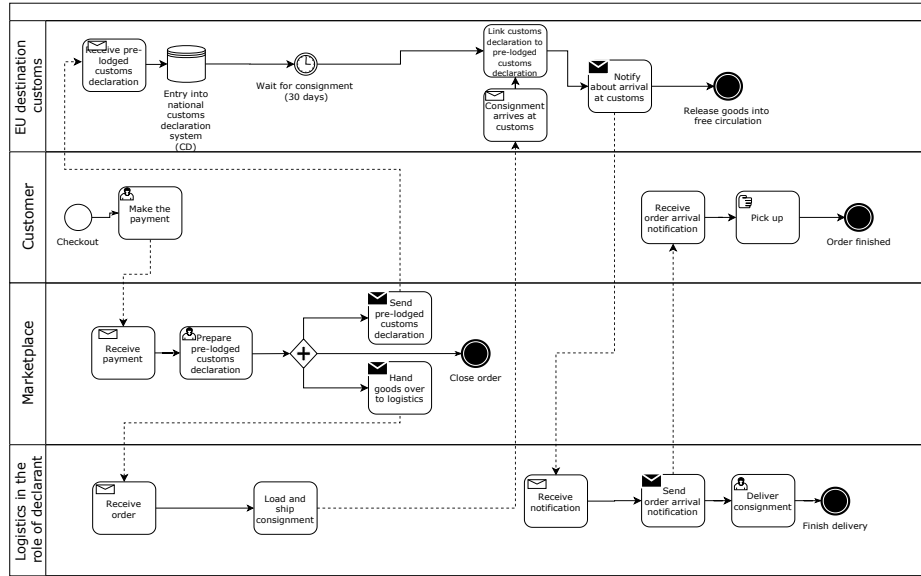 EU destination
customs
Receive pre-
lodged
customs
declaration
Entry into
national
customs
declaration
system
(CD)
Wait for consignment
(30 days)
Link customs
declaration to
pre-lodged
customs
declaration
Consignment
arrives at
customs
Notify
about arrival
at customs
Release goods into
free circulation
Customer
Checkout
Make the
payment
Receive
order arrival
notification
Pick up
Order finished
Marketplace
Receive
payment
Prepare
pre-lodged
customs
declaration
Send
pre-lodged
customs
declaration
Hand
goods over
to logistics
Close order
Logistics in the
role of declarant
Receive
order
Load and
ship
consignment
Receive
notification
Send
order arrival
notification
Deliver
consignment
Finish delivery